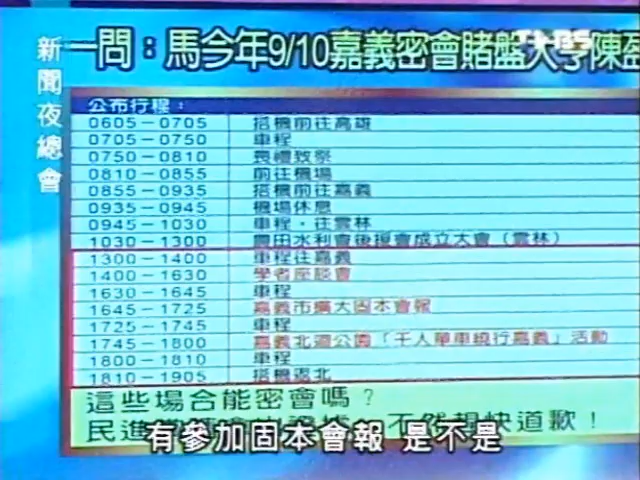 TVBS
新聞夜總會
一問：馬今年9/10嘉義密會賭盤大亨陳盈
公布行程：
0605－0705 搭機前往高雄
0705－0750 車程
0750－0810 喪禮致祭
0810－0855 前往機場
0855－0935 搭機前往嘉義
0935－0945 機場休息
0945－1030 車程，往雲林
1030－1300 農田水利會後援會成立大會（雲林）
1300－1400 車程往嘉義
1400－1630 學者座談會
1630－1645 車程
1645－1725 嘉義市擴大固本會報
1725－1745 車程
1745－1800 嘉義北迴公園「千人單車繞行嘉義」活動
1800－1810 車程
1810－1905 搭機返北
這些場合能密會嗎？
民進 不然趕快道歉！
有參加固本會報 是不是